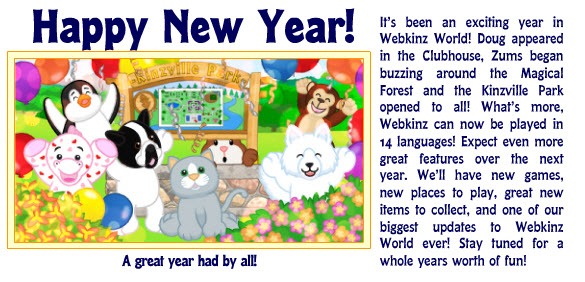 Happy New Year!
Kinzville Park
A great year had by all!
It's been an exciting year in
Webkinz World! Doug appeared
in the Clubhouse, Zums began
buzzing around the Magical
Forest and the Kinzville Park
opened to all! What's more,
Webkinz can now be played in
14 languages! Expect even more
great features over the next
year. We'll have new games,
new places to play, great new
items to collect, and one of our
biggest updates to Webkinz
World ever! Stay tuned for a
whole years worth of fun!